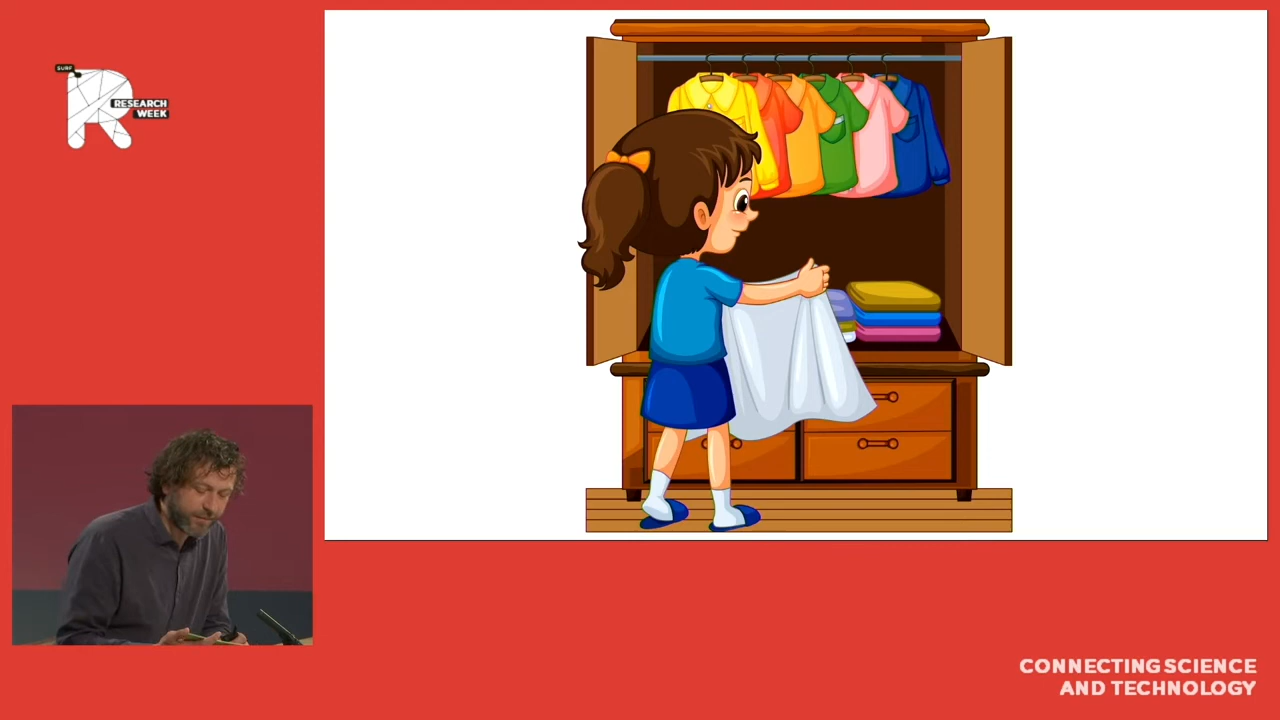 SURF
RESEARCH
WEEK
CONNECTING SCIENCE
AND TECHNOLOGY